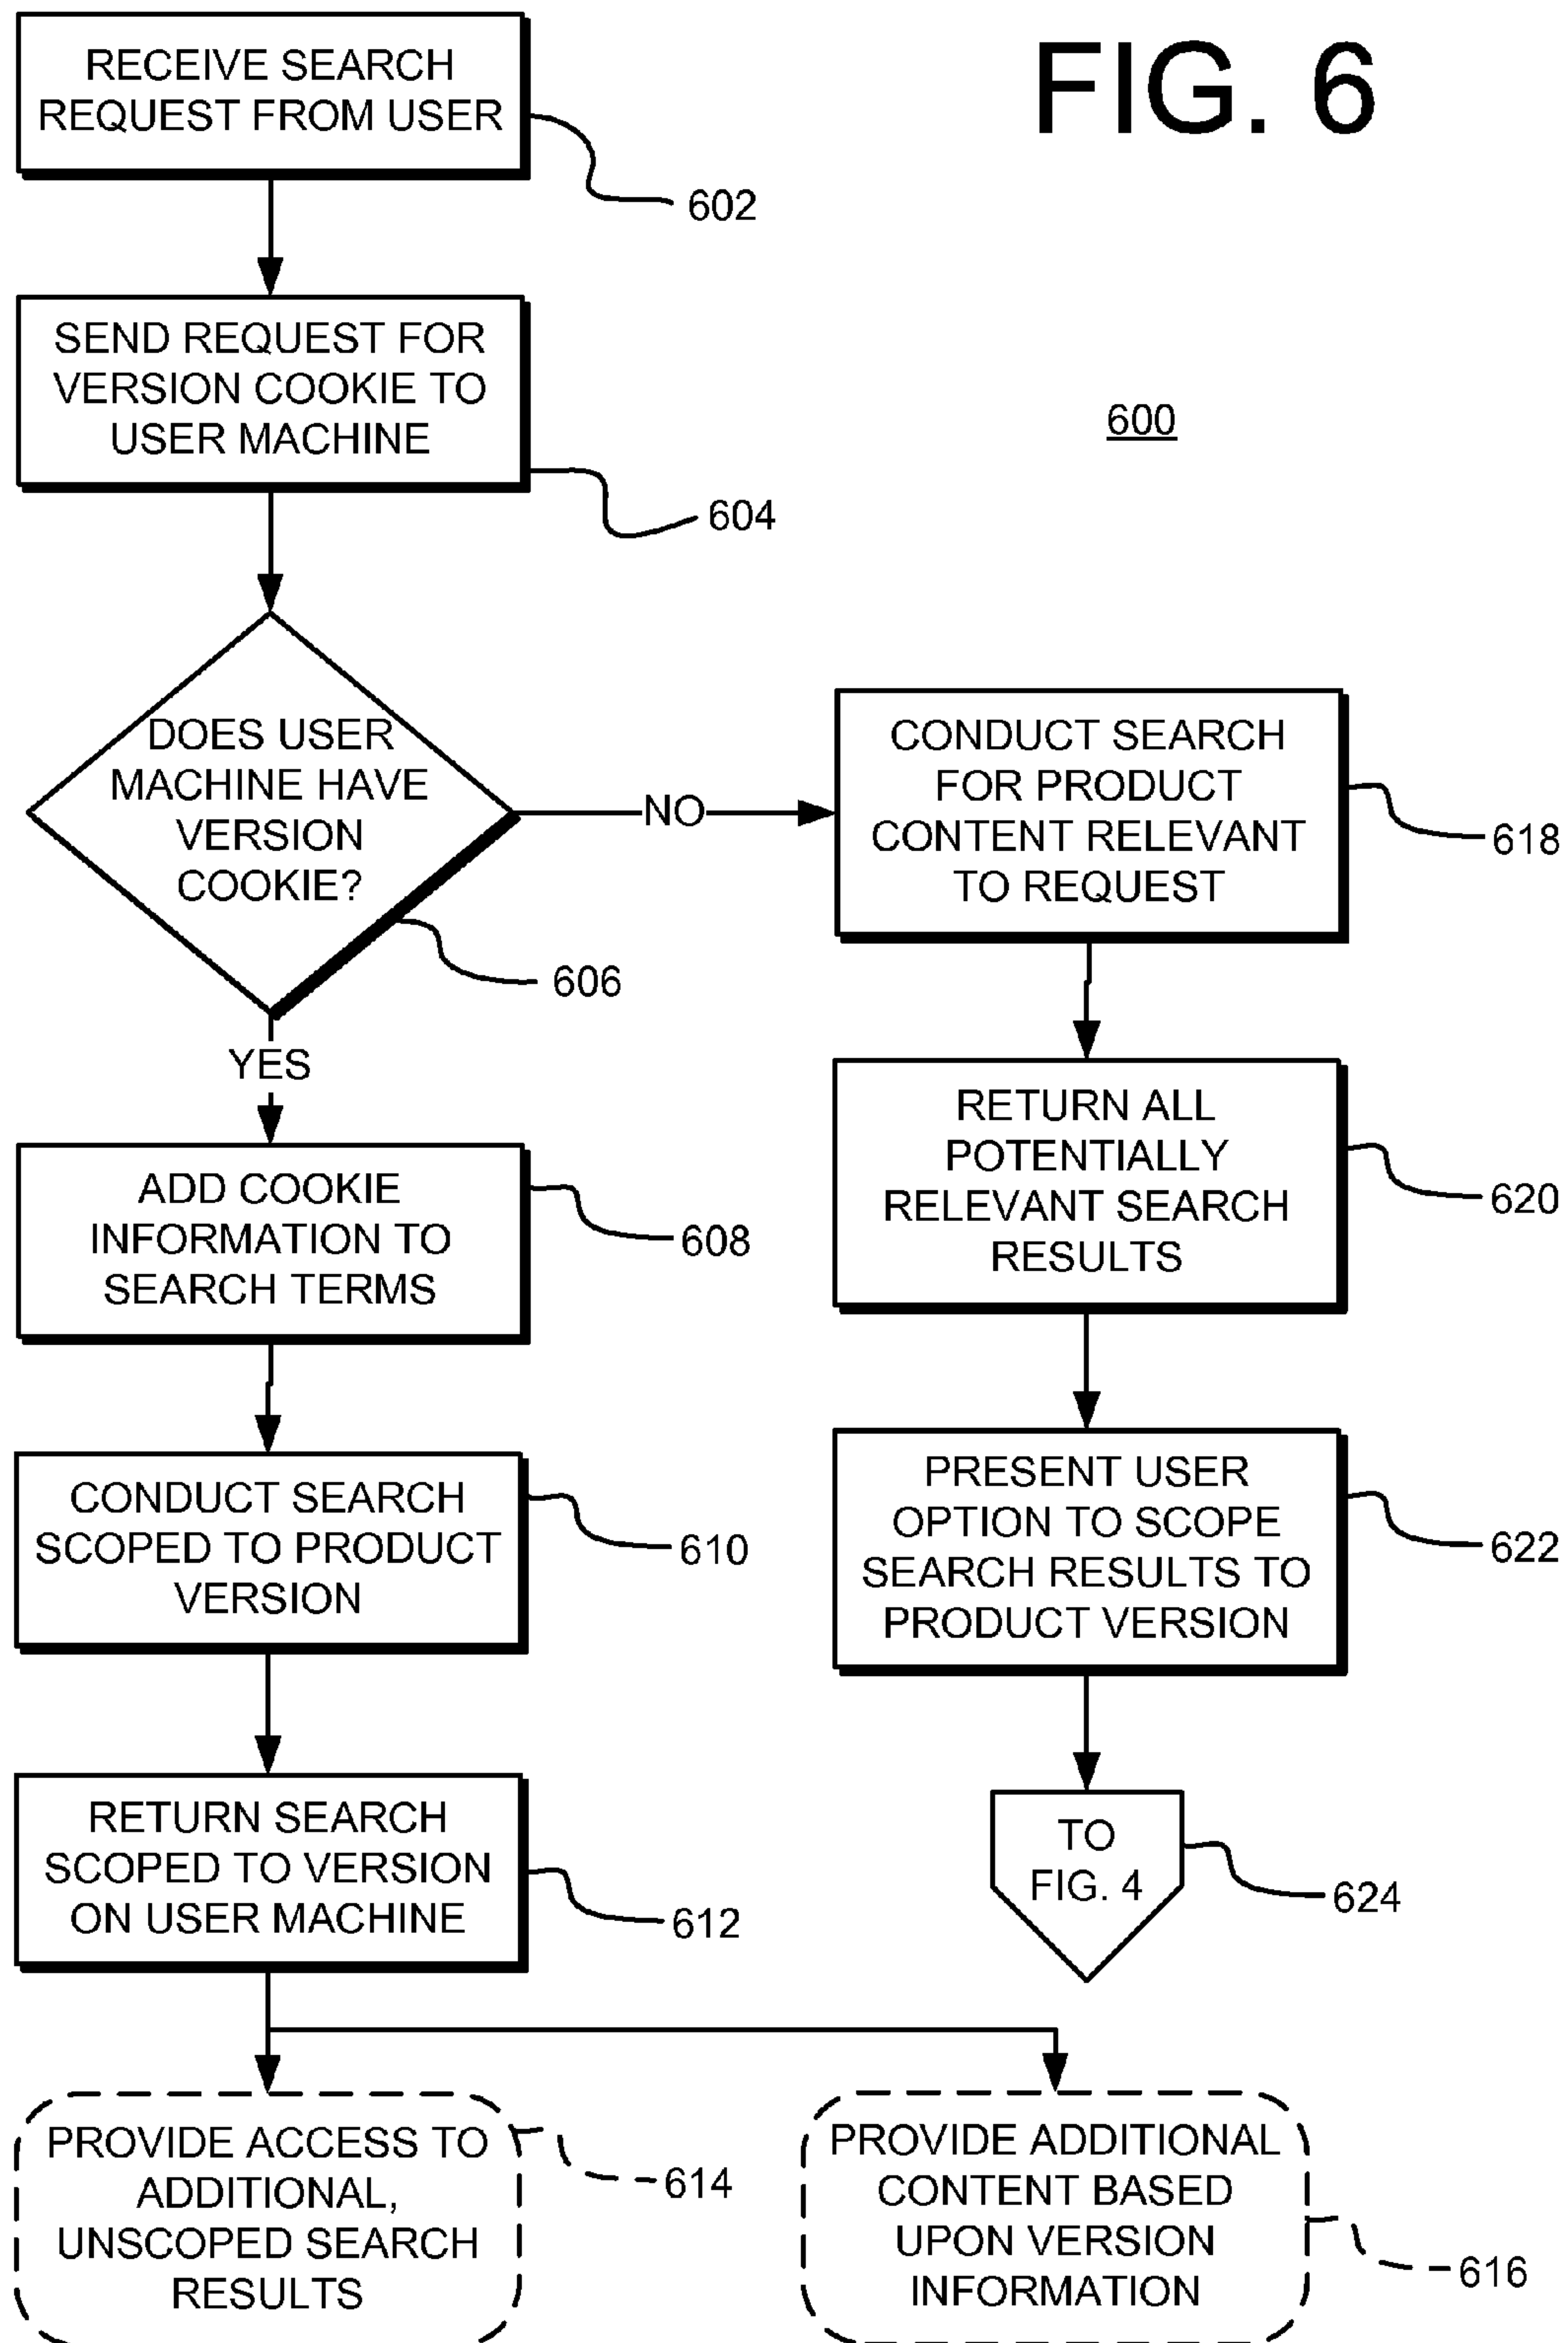 FIG. 6
600
RECEIVE SEARCH
REQUEST FROM USER
602
SEND REQUEST FOR
VERSION COOKIE TO
USER MACHINE
604
DOES USER
MACHINE HAVE
VERSION
COOKIE?
606
NO
YES
ADD COOKIE
INFORMATION TO
SEARCH TERMS
608
CONDUCT SEARCH
SCOPED TO PRODUCT
VERSION
610
RETURN SEARCH
SCOPED TO VERSION
ON USER MACHINE
612
PROVIDE ACCESS TO
ADDITIONAL,
UNSCOPED SEARCH
RESULTS
614
PROVIDE ADDITIONAL
CONTENT BASED
UPON VERSION
INFORMATION
616
CONDUCT SEARCH
FOR PRODUCT
CONTENT RELEVANT
TO REQUEST
618
RETURN ALL
POTENTIALLY
RELEVANT SEARCH
RESULTS
620
PRESENT USER
OPTION TO SCOPE
SEARCH RESULTS TO
PRODUCT VERSION
622
TO
FIG. 4
624